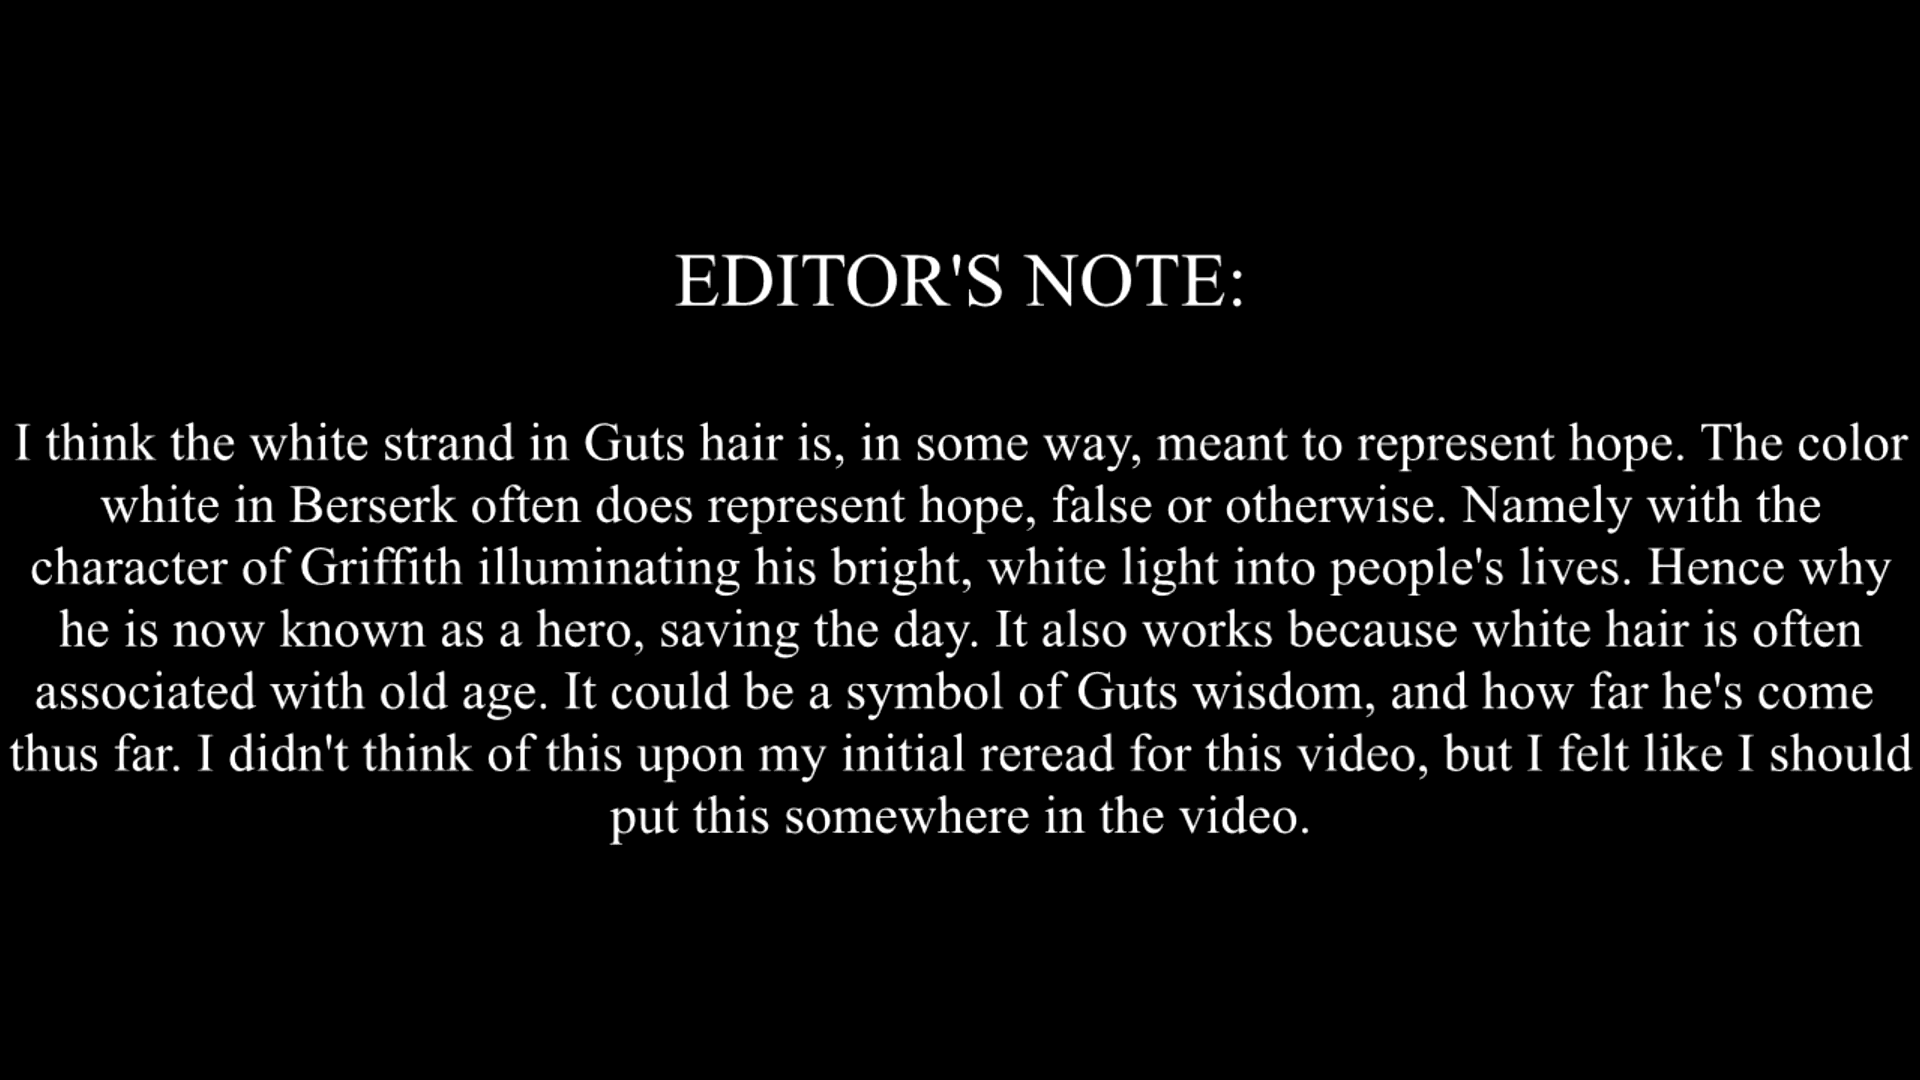 EDITOR'S NOTE:
I think the white strand in Guts hair is, in some way, meant to represent hope. The color
white in Berserk often does represent hope, false or otherwise. Namely with the
character of Griffith illuminating his bright, white light into people's lives. Hence why
he is now known as a hero, saving the day. It also works because white hair is often
associated with old age. It could be a symbol of Guts wisdom, and how far he's come
thus far. I didn't think of this upon my initial reread for this video, but I felt like I should
put this somewhere in the video.